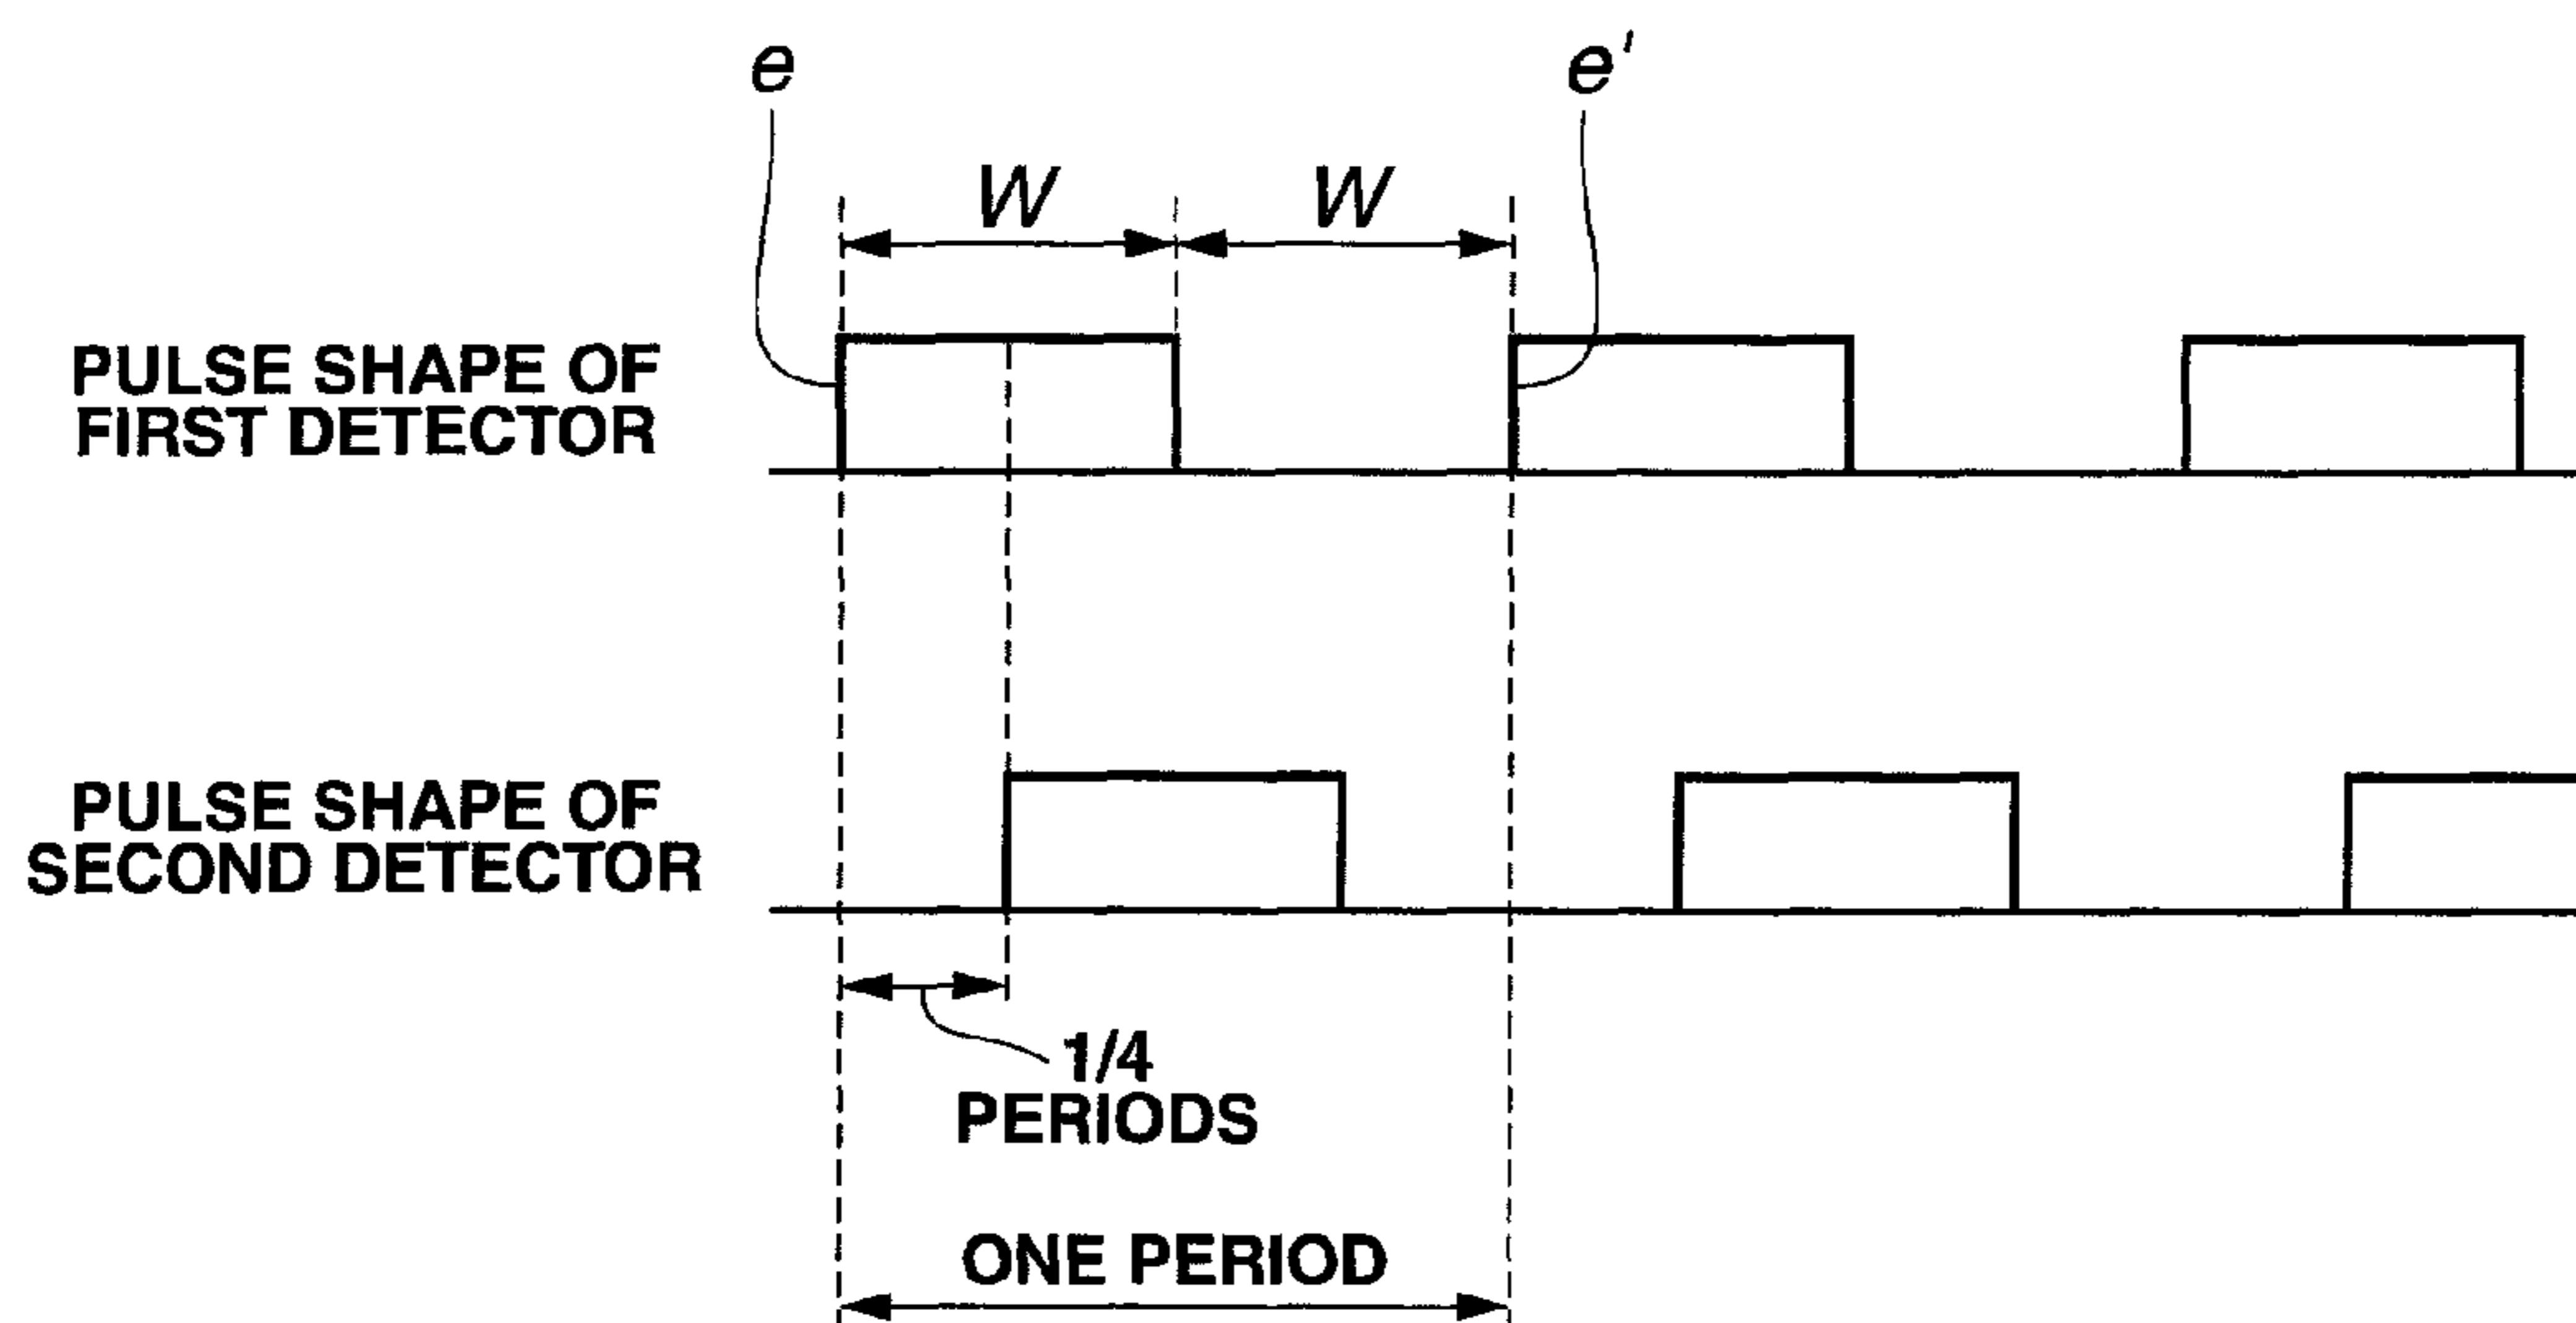 e
e'
W
W
PULSE SHAPE OF
FIRST DETECTOR
PULSE SHAPE OF
SECOND DETECTOR
1/4
PERIODS
ONE PERIOD